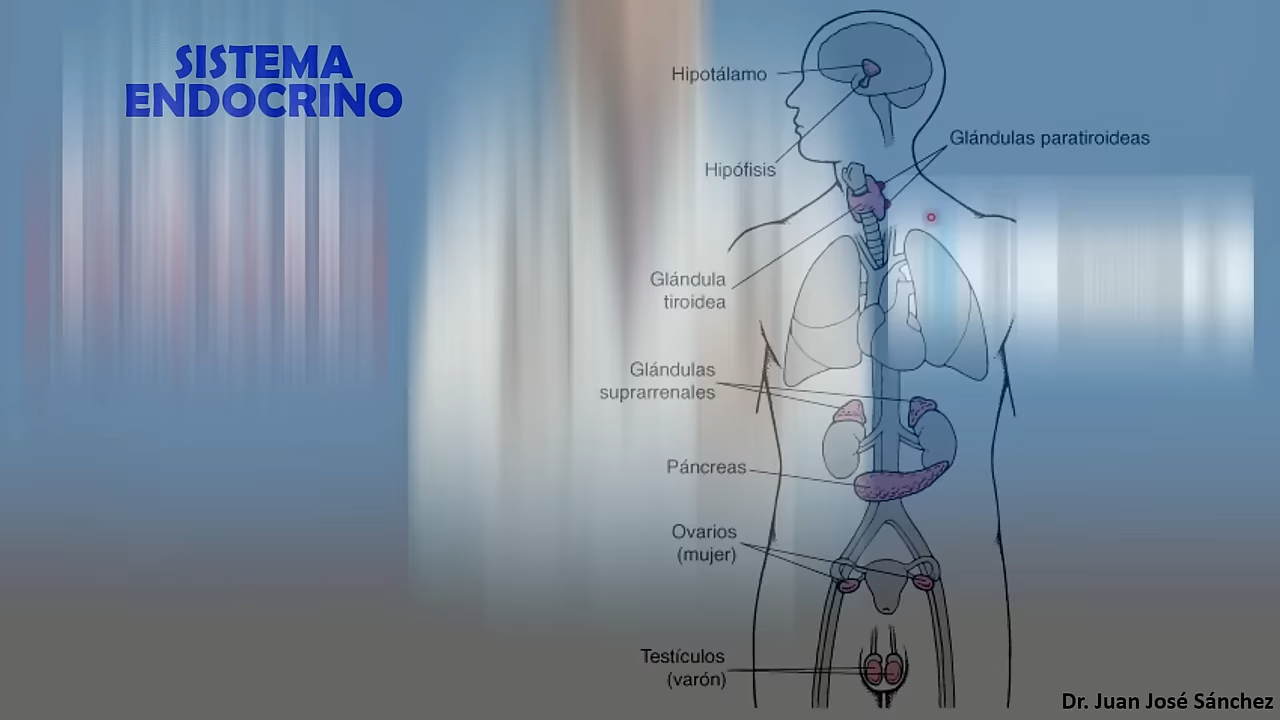 SISTEMA
ENDOCRINO
Hipotálamo
Glándulas paratiroideas
Hipófisis
Glándula
tiroidea
Glándulas
suprarrenales
Páncreas
Ovarios
(mujer)
Testículos
(varón)
Dr. Juan José Sánchez